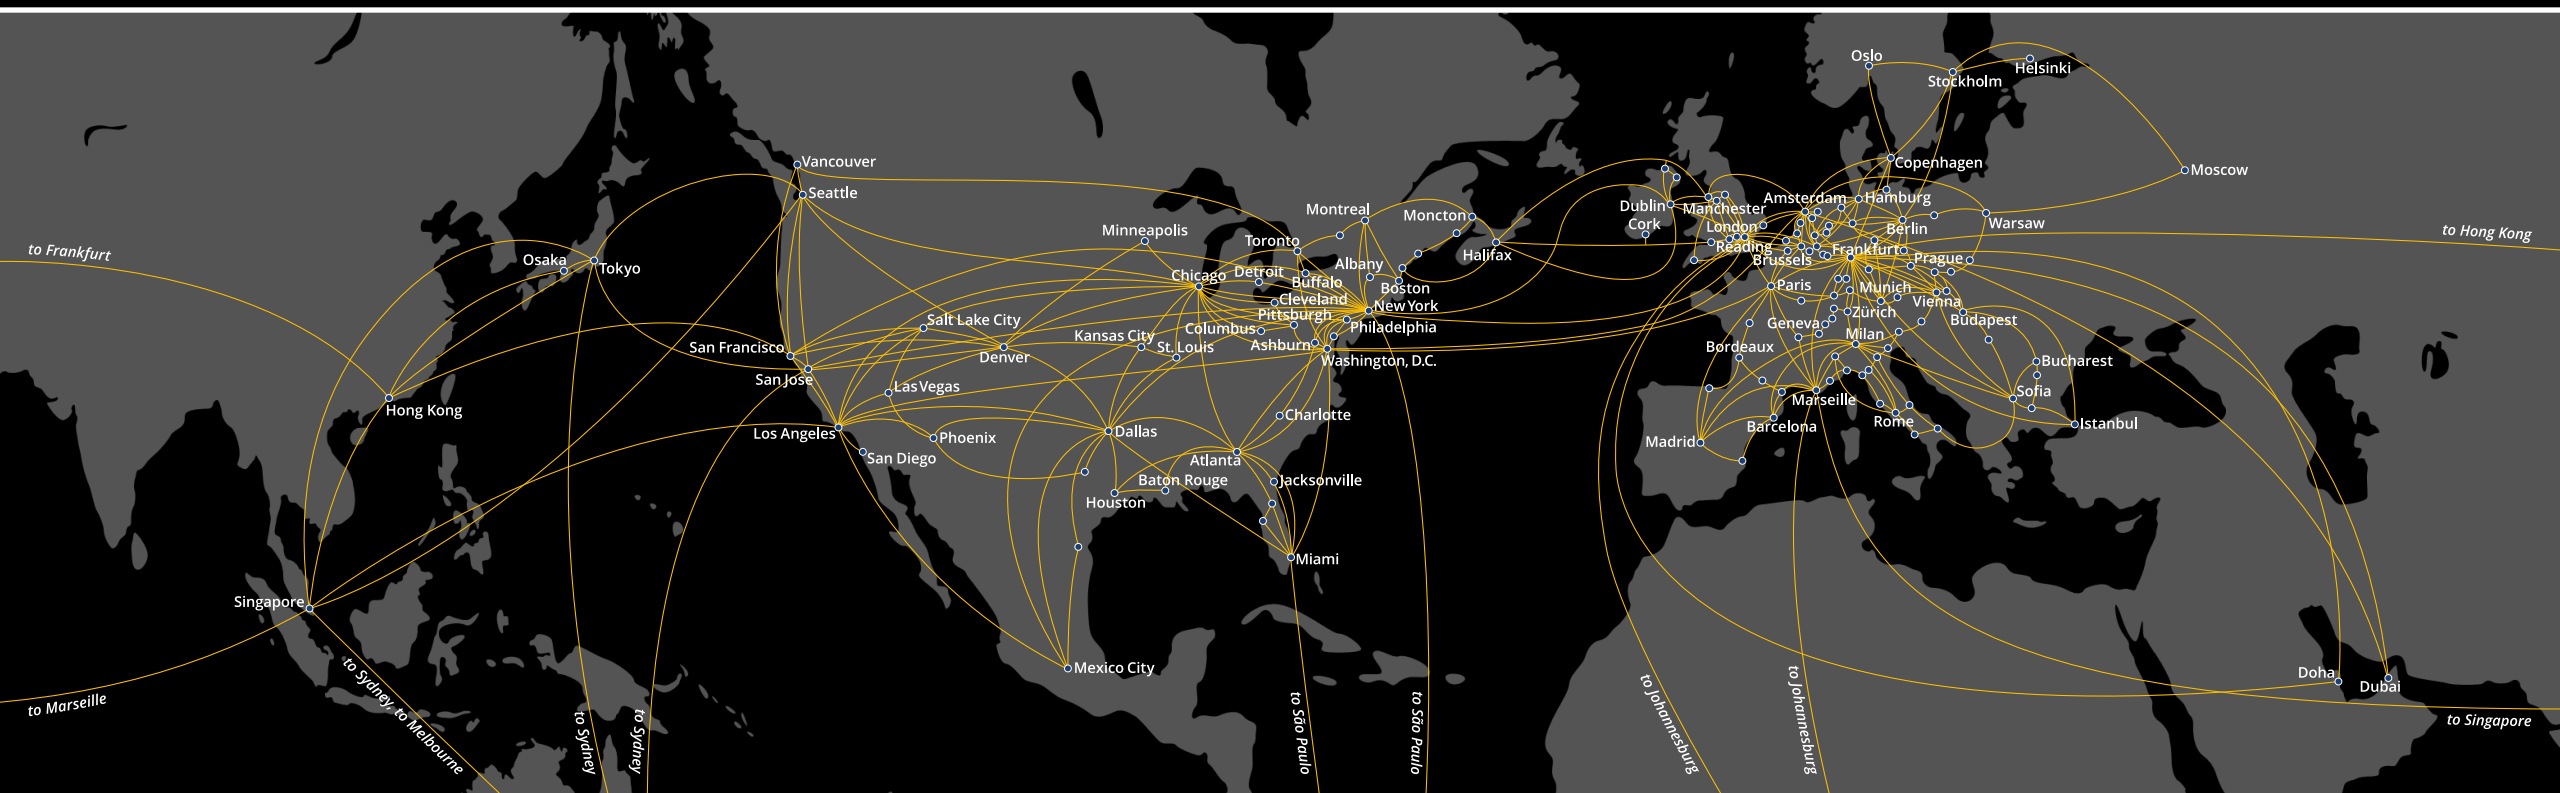 Oslo
Stockholm
Helsinki
Vancouver
Copenhagen
Moscow
Seattle
Amsterdam
Hamburg
Dublin
Manchester
Montreal
Moncton
Cork
London
Berlin
Warsaw
Minneapolis
Toronto
Reading
to Frankfurt
to Hong Kong
Halifax
Frankfurt
Osaka
Tokyo
Brussels
Prague
Albany
Chicago
Detroit
Buffalo
Boston
Paris
Munich
Cleveland
New York
Vienna
Pittsburgh
Salt Lake City
Columbus
Philadelphia
Geneva
Zürich
Budapest
Kansas City
St. Louis
Ashburn
Milan
San Francisco
Denver
Washington, D.C.
Bordeaux
Bucharest
San Jose
Las Vegas
Sofia
Marseille
Hong Kong
Charlotte
Rome
Barcelona
Istanbul
Los Angeles
Phoenix
Dallas
Madrid
San Diego
Atlanta
Baton Rouge
Jacksonville
Houston
Miami
Singapore
Mexico City
Doha
Dubai
to Marseille
to Sydney, to Melbourne
to Sydney
to Sydney
to São Paulo
to São Paulo
to Johannesburg
to Johannesburg
to Singapore